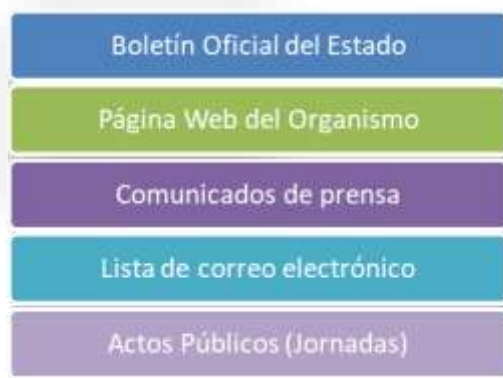 Boletín Oficial del Estado
Página Web del Organismo
Comunicados de prensa
Lista de correo electrónico
Actos Públicos (Jornadas)